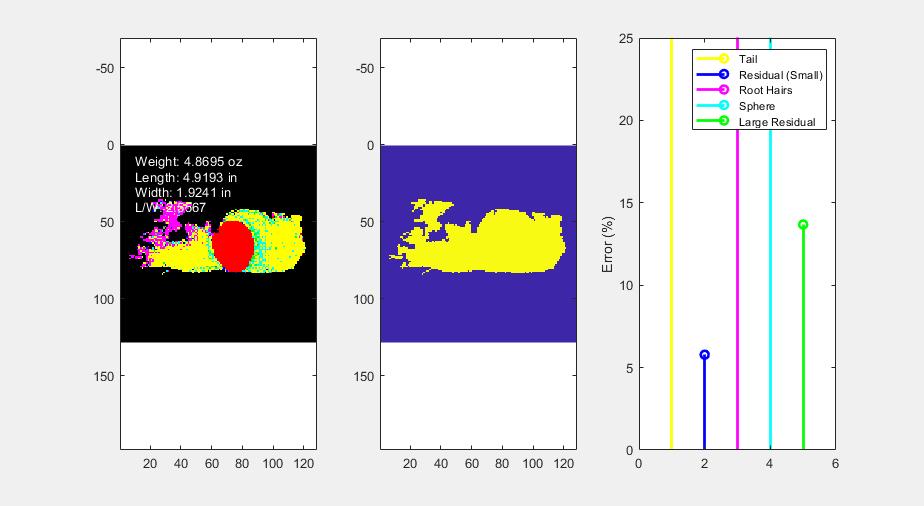 Weight: 4.8695 oz
Length: 4.9193 in
Width: 1.9241 in
L/W:
-50
0
50
100
150
20 40 60 80 100 120
-50
0
50
100
150
20 40 60 80 100 120
Error (%)
25
20
15
10
5
0
0 2 4 6
Tail
Residual (Small)
Root Hairs
Sphere
Large Residual